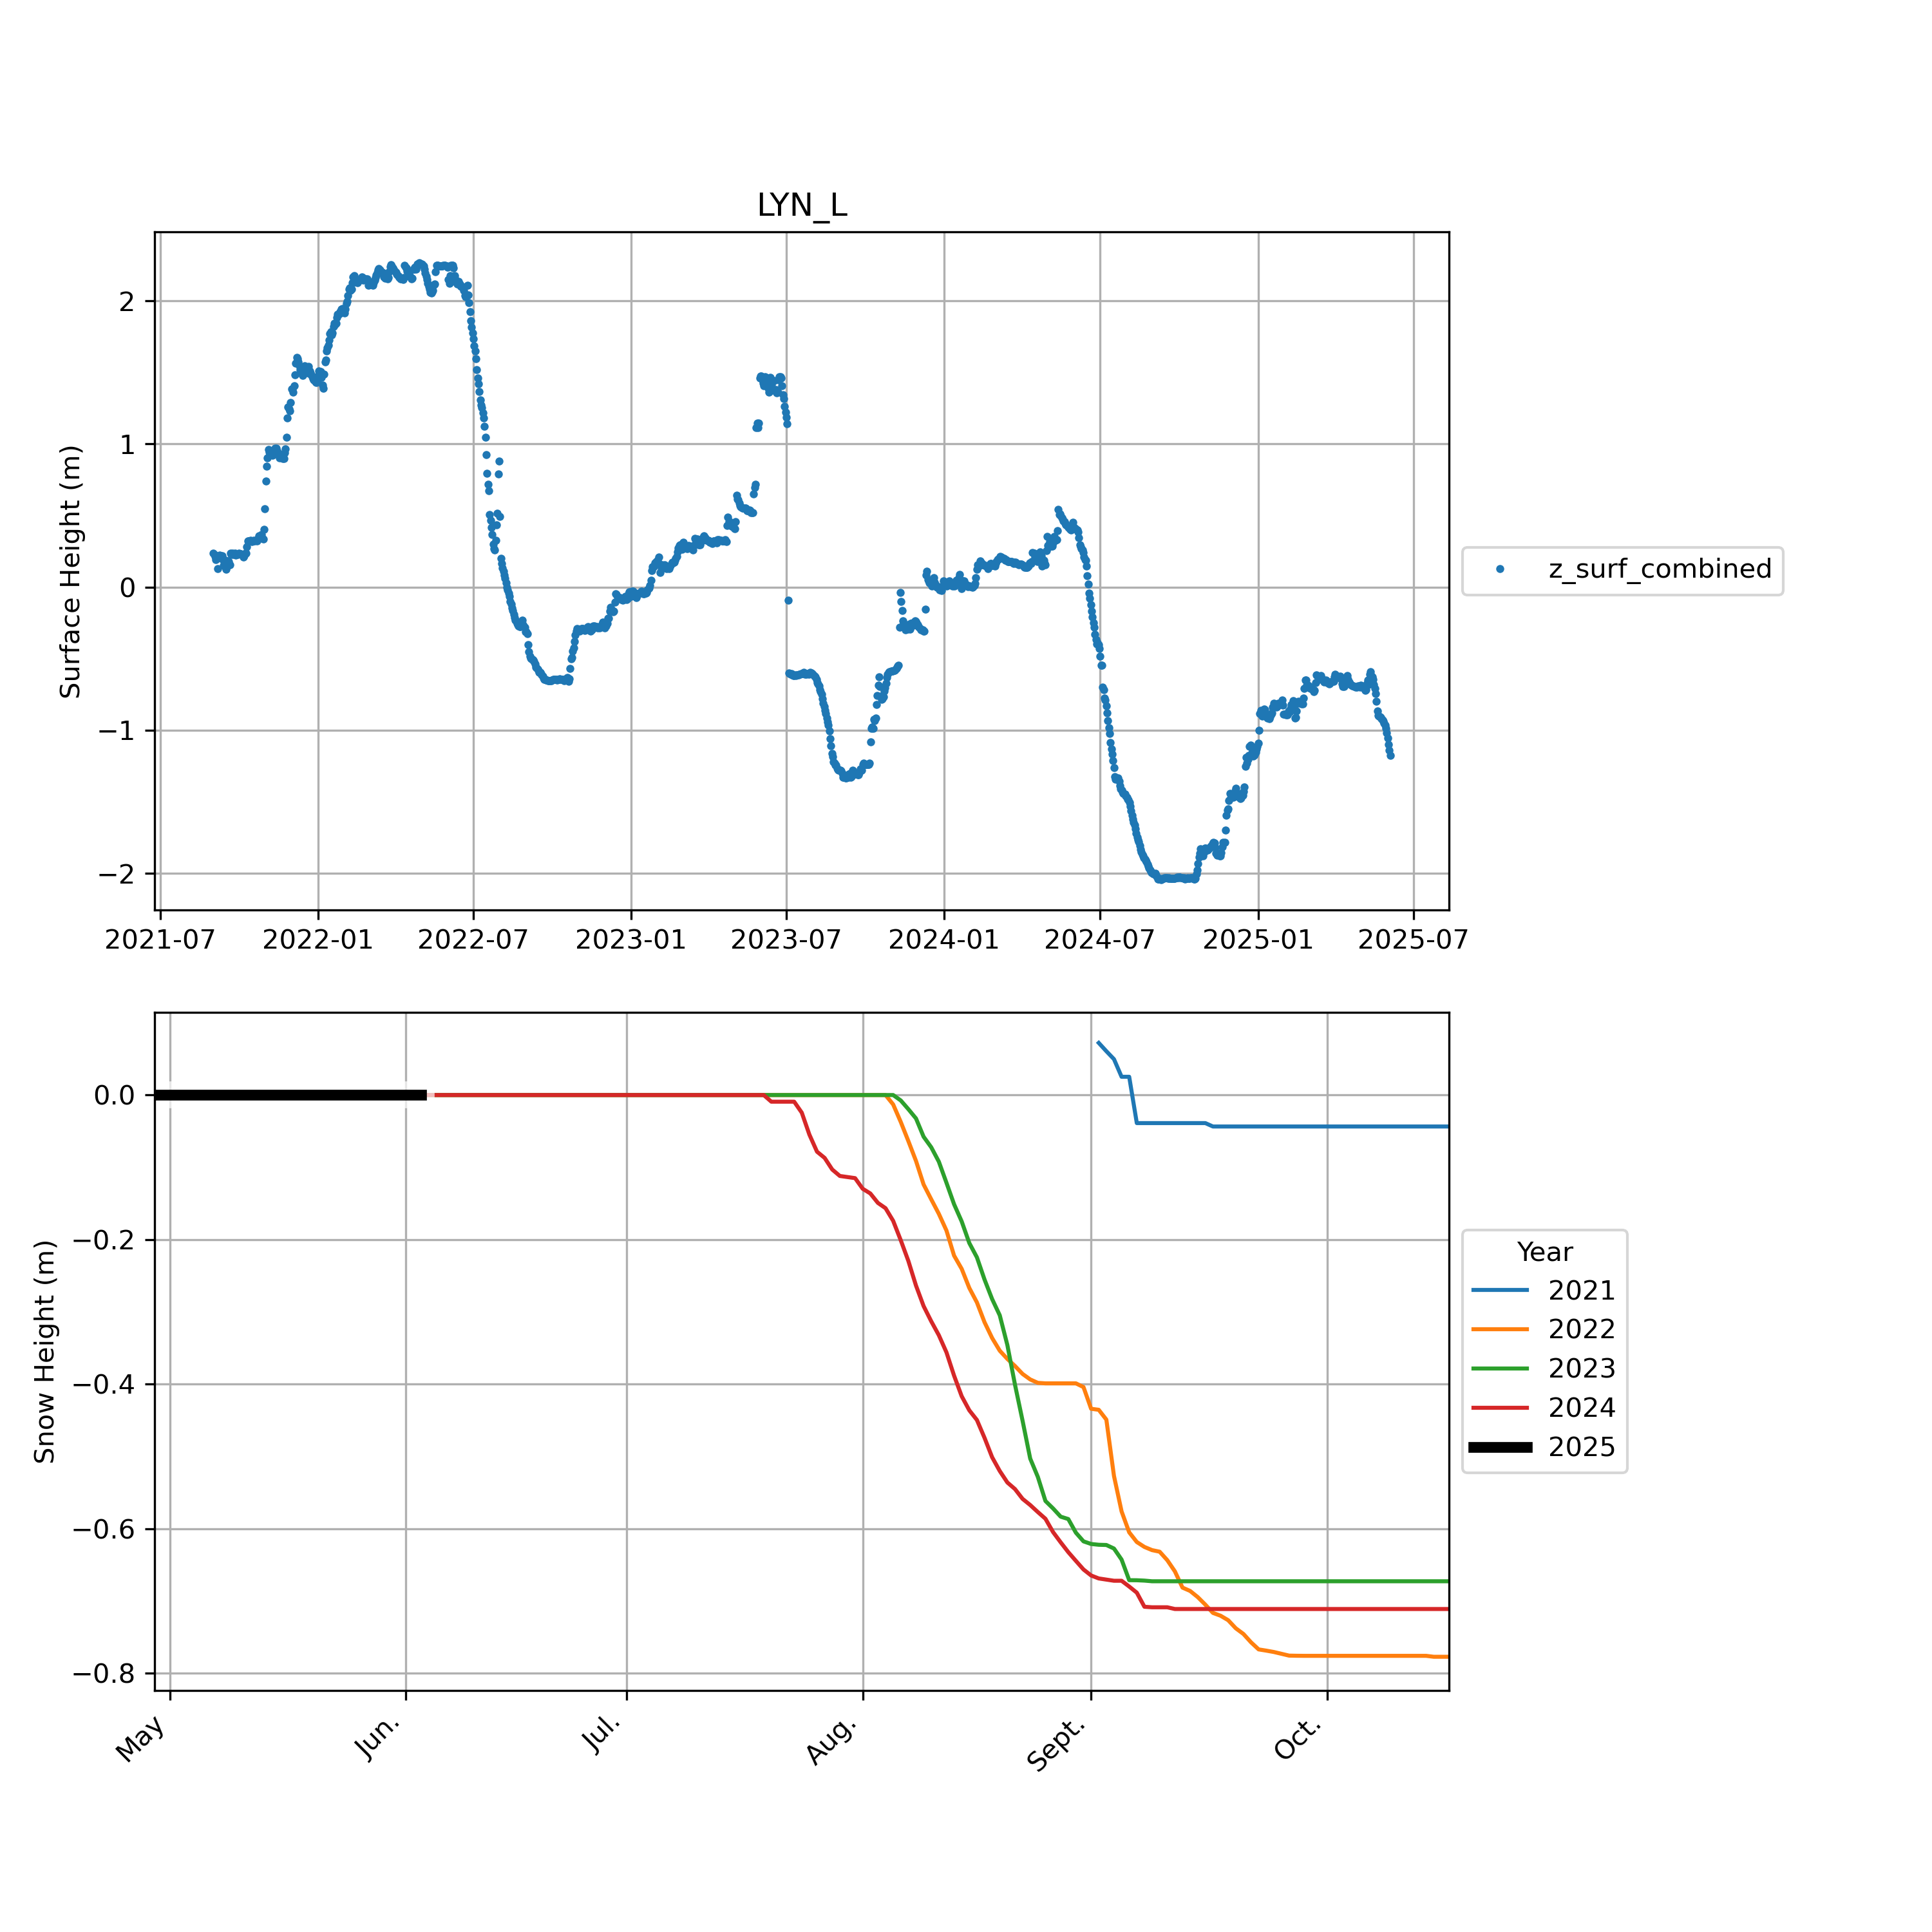 LYN_L
Surface Height (m)
2
1
0
−1
−2
2021-07 2022-01 2022-07 2023-01 2023-07 2024-01 2024-07 2025-01 2025-07
z_surf_combined
Snow Height (m)
0.0
−0.2
−0.4
−0.6
−0.8
May Jun. Jul. Aug. Sept. Oct.
Year
2021
2022
2023
2024
2025